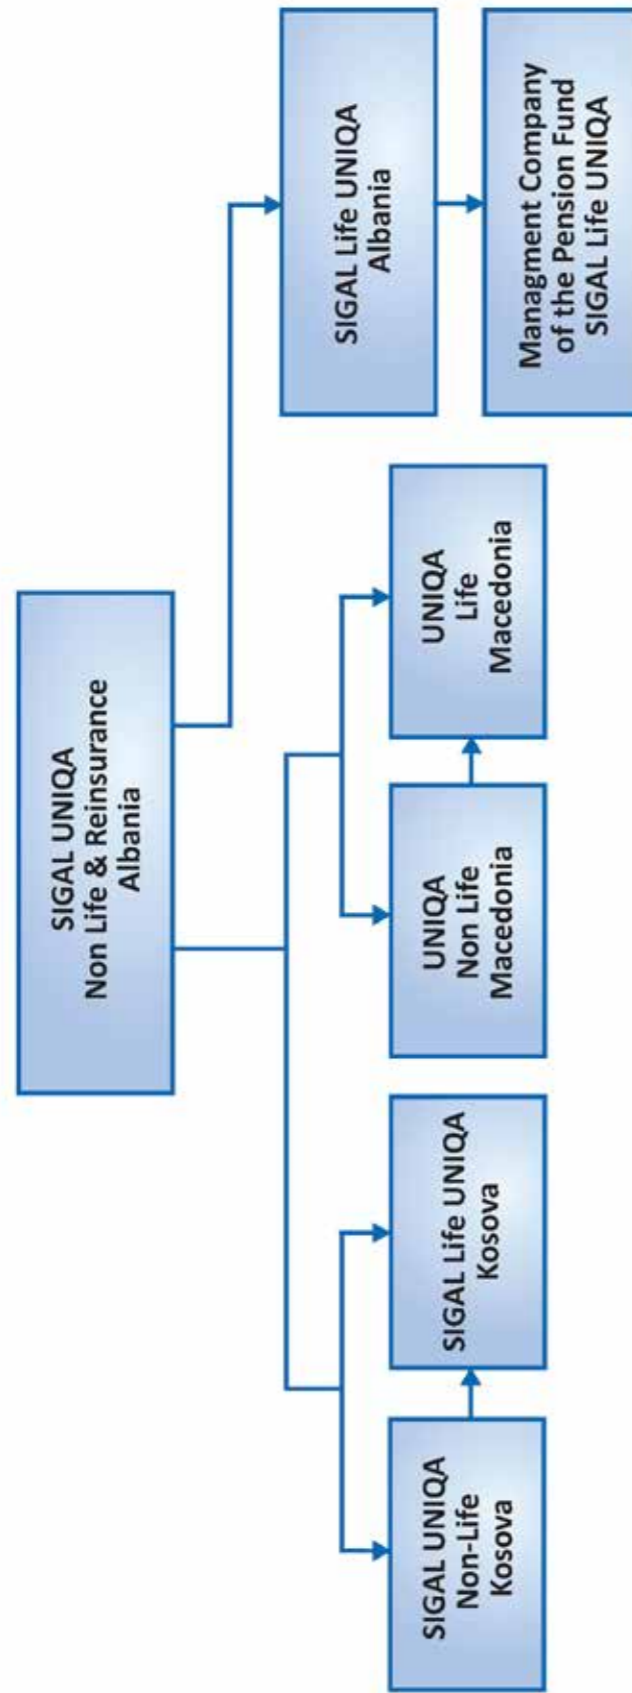 SIGAL UNIQA
Non Life & Reinsurance
Albania
SIGAL UNIQA
Non-Life
Kosova
SIGAL Life UNIQA
Kosova
UNIQA
Non Life
Macedonia
UNIQA
Life
Macedonia
SIGAL Life UNIQA
Albania
Managment Company
of the Pension Fund
SIGAL Life UNIQA